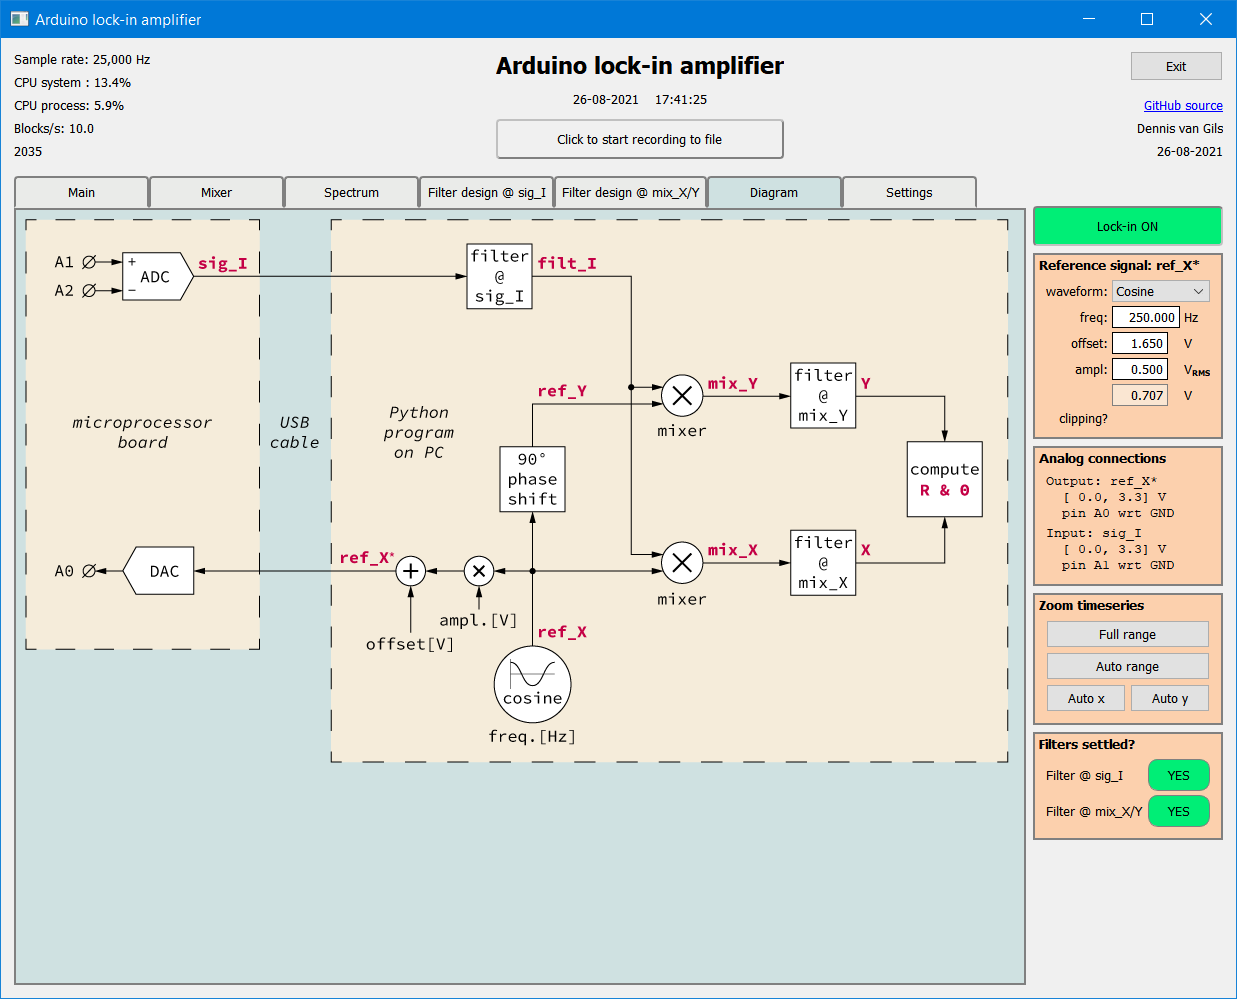 Arduino lock-in amplifier
Sample rate: 25,000 Hz
CPU system : 13.4%
CPU process: 5.9%
Blocks/s: 10.0
2035
Arduino lock-in amplifier
26-08-2021 17:41:25
Click to start recording to file
Exit
GitHub source
Dennis van Gils
26-08-2021
Main
Mixer
Spectrum
Filter design @ sig_I
Filter design @ mix_X/Y
Diagram
Settings
A1
A2
+
−
ADC
sig_I
filter
@
sig_I
filt_I
microprocessor
board
USB
cable
Python
program
on PC
ref_Y
90°
phase
shift
mixer
mix_Y
filter
@
mix_Y
Y
compute
R & Θ
A0
DAC
ref_X*
ampl.[V]
offset[V]
ref_X
cosine
freq.[Hz]
mixer
mix_X
filter
@
mix_X
X
Lock-in ON
Reference signal: ref_X*
waveform: Cosine
freq: 250.000 Hz
offset: 1.650 V
ampl: 0.500 VRMS
0.707 V
clipping?
Analog connections
Output: ref_X*
[ 0.0, 3.3] V
pin A0 wrt GND
Input: sig_I
[ 0.0, 3.3] V
pin A1 wrt GND
Zoom timeseries
Full range
Auto range
Auto x
Auto y
Filters settled?
Filter @ sig_I YES
Filter @ mix_X/Y YES